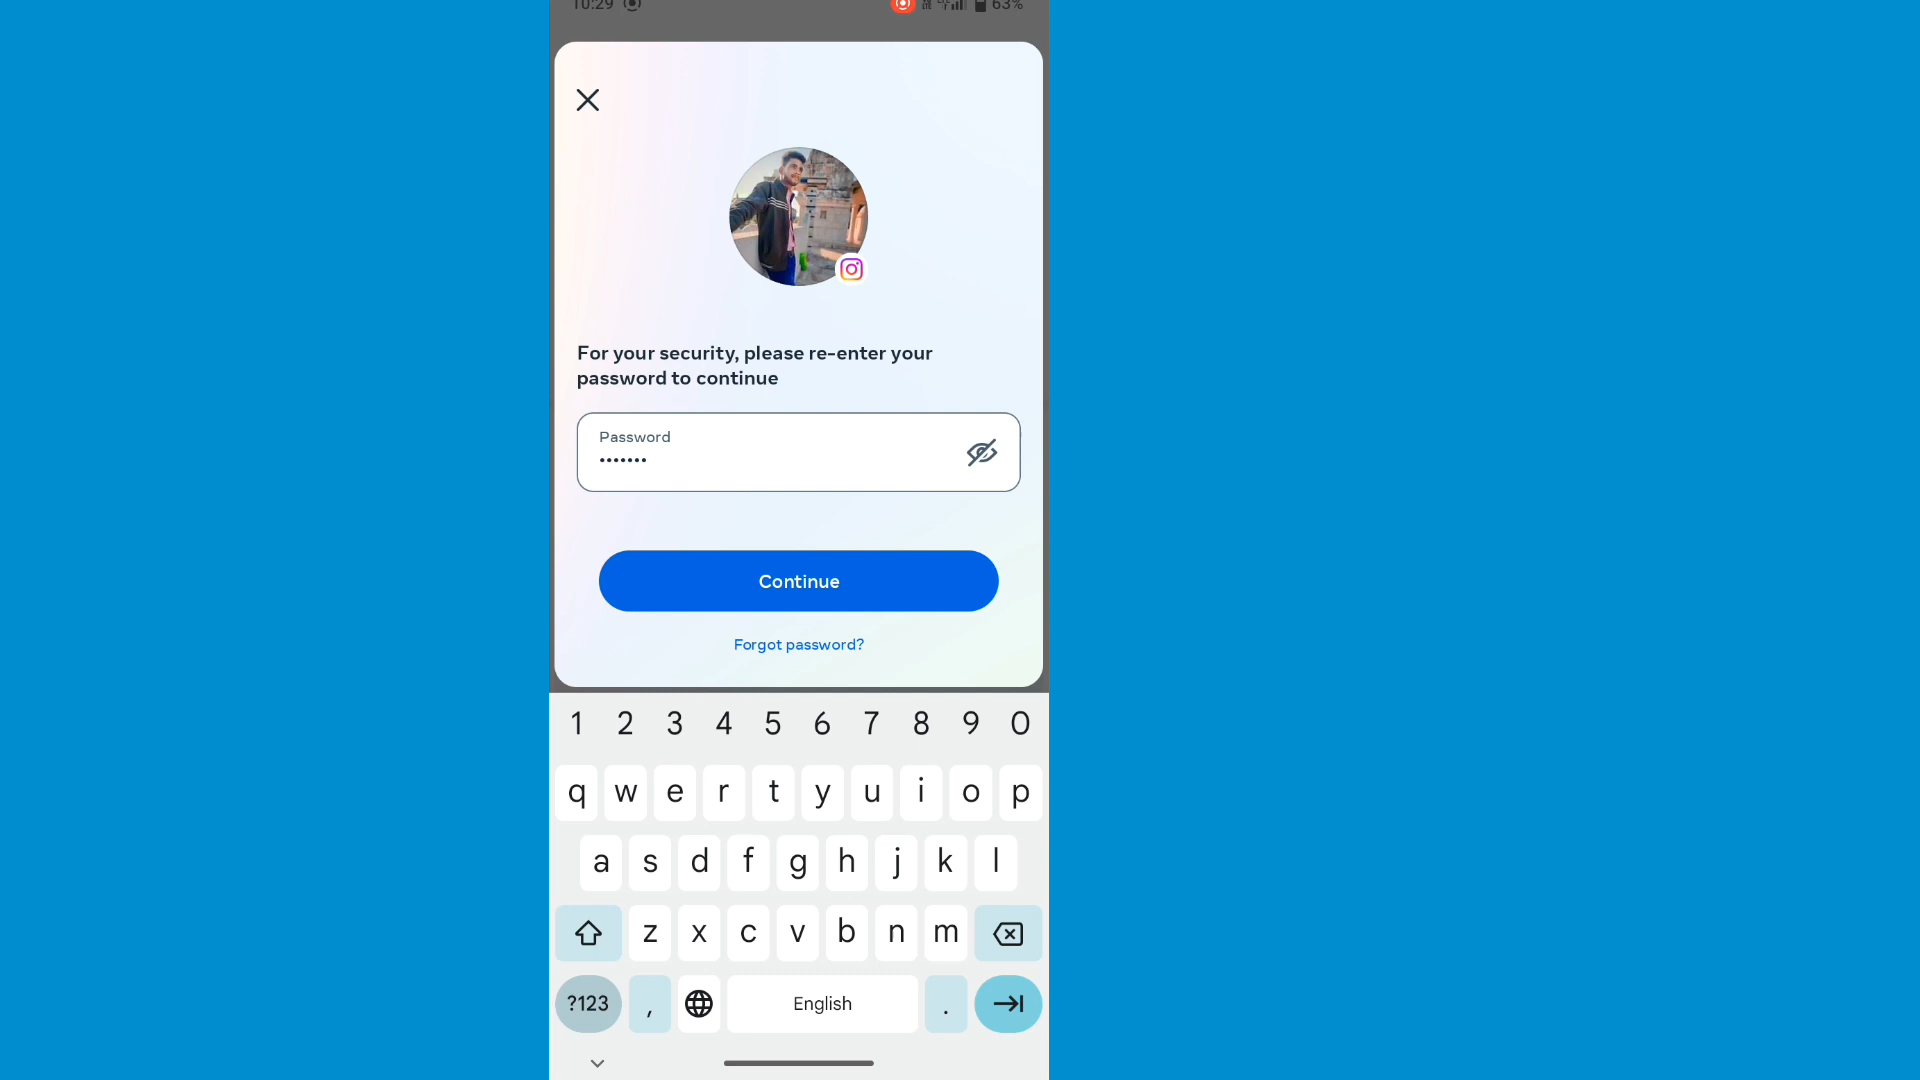 10:29
63%
For your security, please re-enter your
password to continue
Password
•••••••
Continue
Forgot password?
1 2 3 4 5 6 7 8 9 0
q w e r t y u i o p
a s d f g h j k l
z x c v b n m
?123 , English .